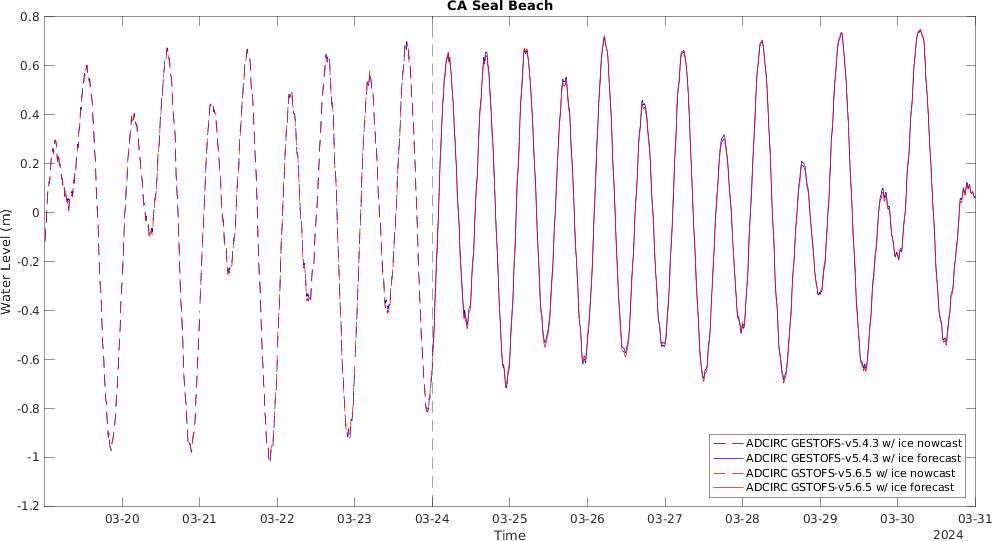 CA Seal Beach
0.8
0.6
0.4
0.2
0
-0.2
-0.4
-0.6
-0.8
-1
-1.2
Water Level (m)
03-20 03-21 03-22 03-23 03-24 03-25 03-26 03-27 03-28 03-29 03-30 03-31
Time
2024
ADCIRC GESTOFS-v5.4.3 w/ ice nowcast
ADCIRC GESTOFS-v5.4.3 w/ ice forecast
ADCIRC GSTOFS-v5.6.5 w/ ice nowcast
ADCIRC GSTOFS-v5.6.5 w/ ice forecast